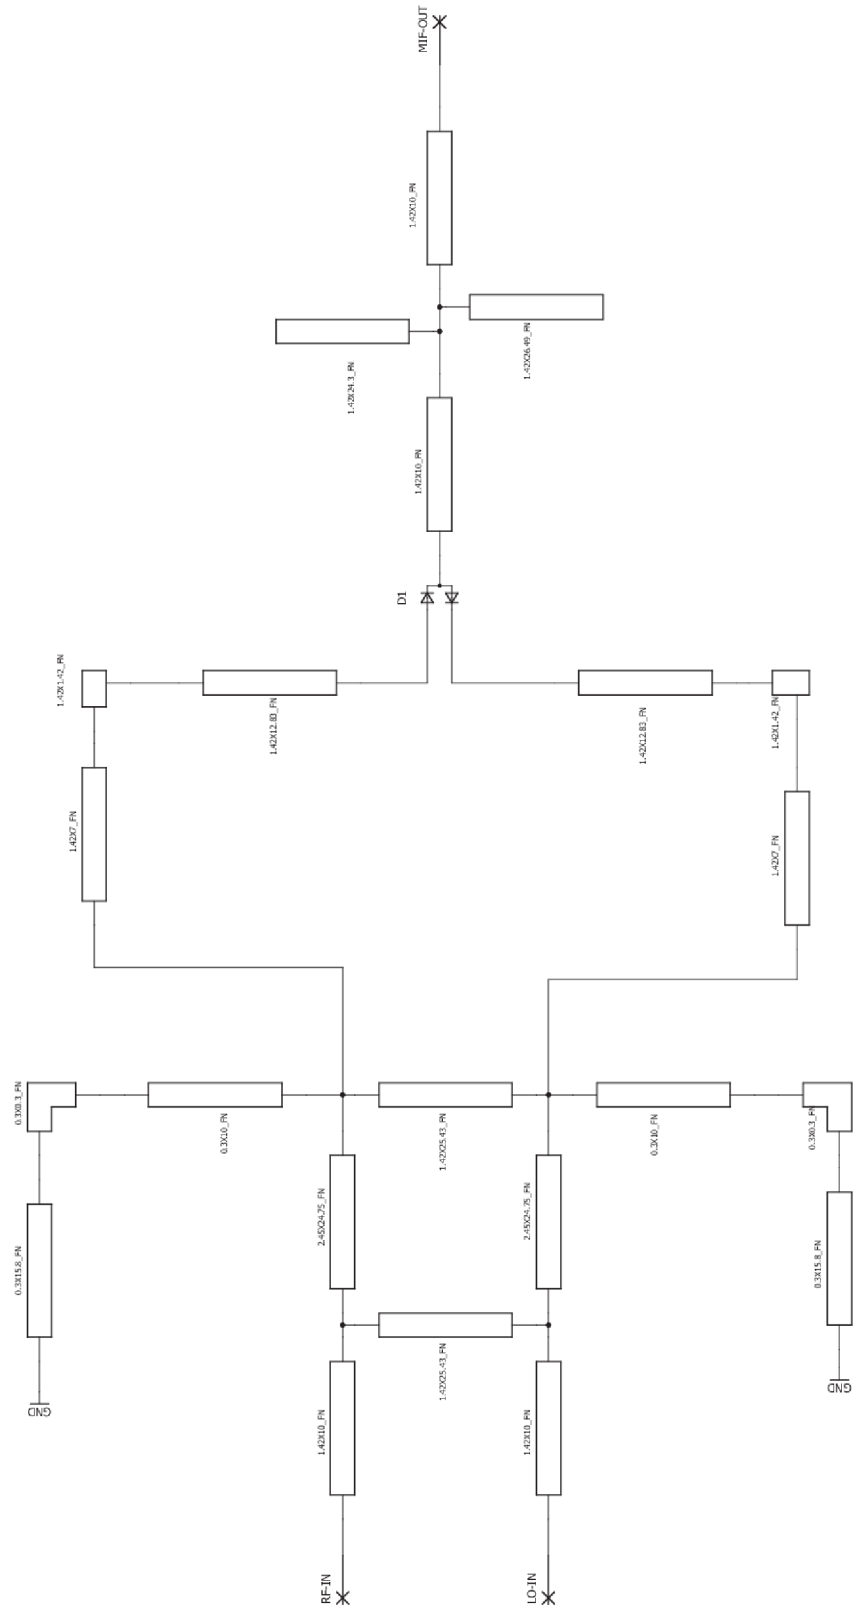 MIF-OUT
1.42X10_FN
1.42X26.49_FN
1.42X24.3_FN
1.42X10_FN
D1
1.42X1.42_FN
1.42X12.83_FN
1.42X12.83_FN
1.42X1.42_FN
1.42X7_FN
1.42X7_FN
0.3X0.3_FN
0.3X10_FN
1.42X25.43_FN
0.3X10_FN
0.3X0.3_FN
2.45X24.75_FN
2.45X24.75_FN
0.3X15.8_FN
0.3X15.8_FN
1.42X25.43_FN
GND
GND
1.42X10_FN
1.42X10_FN
RF-IN
LO-IN